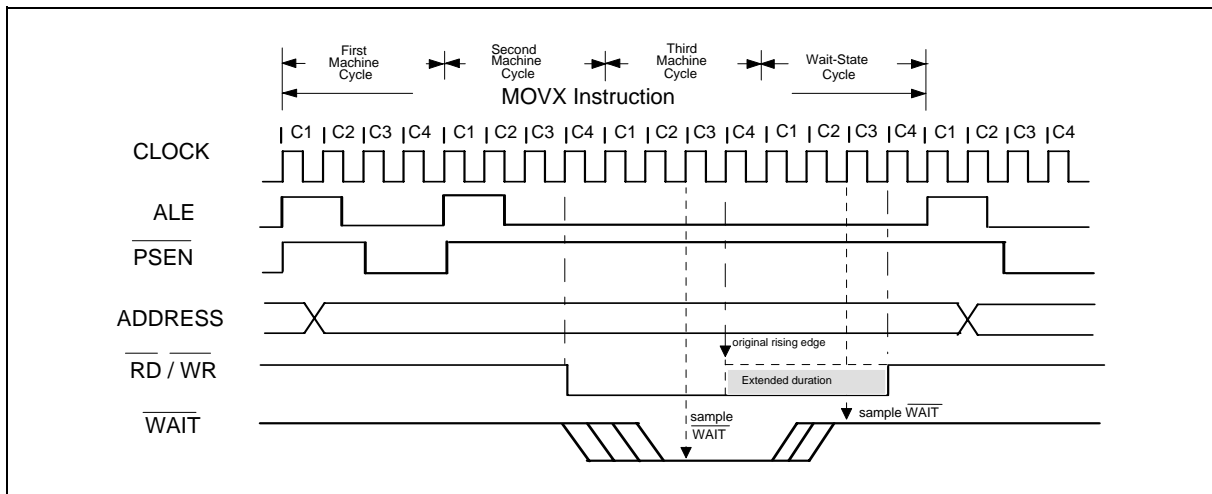 First
Machine
Cycle
Second
Machine
Cycle
Third
Machine
Cycle
Wait-State
Cycle
MOVX Instruction
C1 C2 C3 C4 C1 C2 C3 C4 C1 C2 C3 C4 C1 C2 C3 C4 C1 C2 C3 C4
CLOCK
ALE
PSEN
ADDRESS
original rising edge
RD / WR
Extended duration
WAIT
sample
WAIT
sample WAIT